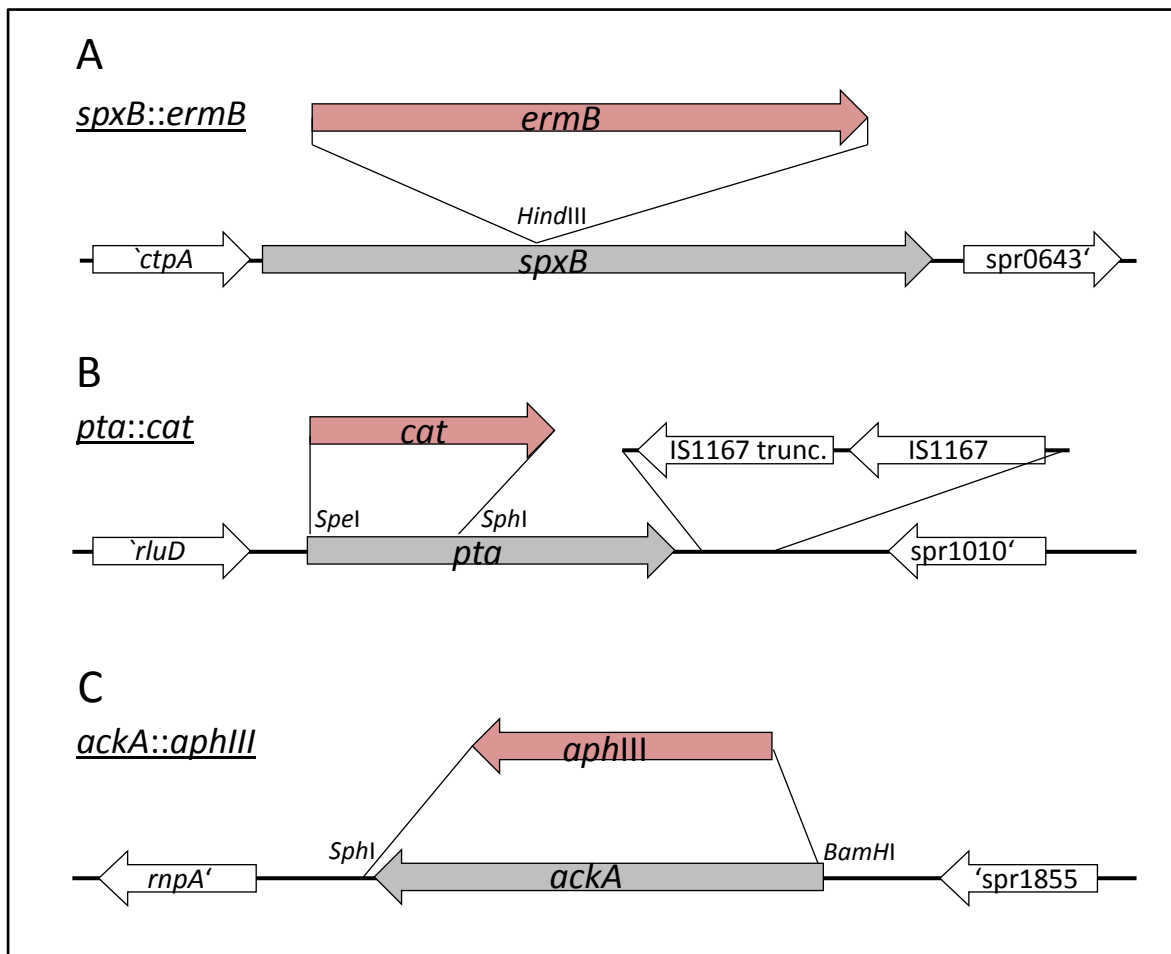 A
spxB::ermB
ermB
HindIII
`ctpA
spxB
spr0643‘
B
pta::cat
cat
IS1167 trunc.
IS1167
SpeI
SphI
`rluD
pta
spr1010‘
C
ackA::aphIII
aphIII
SphI
BamHI
rnpA‘
ackA
‘spr1855